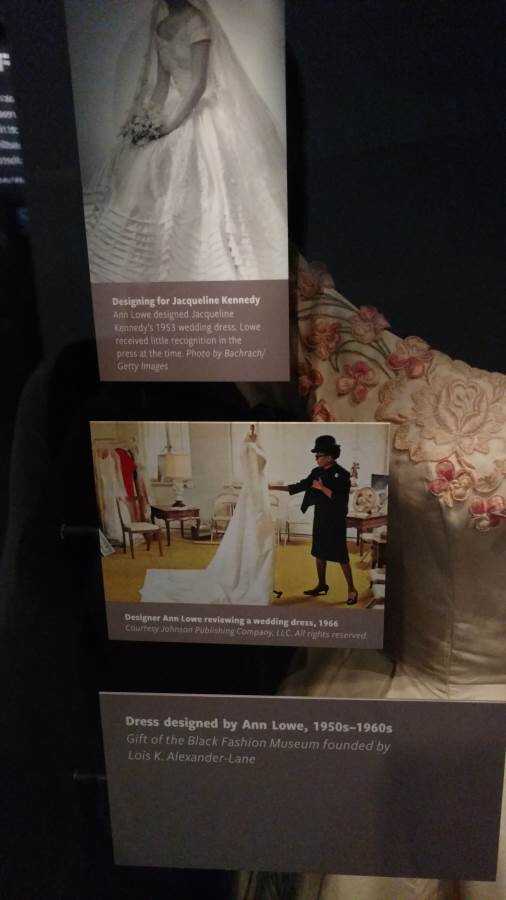 F
Designing for Jacqueline Kennedy
Ann Lowe designed Jacqueline
Kennedy's 1953 wedding dress. Lowe
received little recognition in the
press at the time. Photo by Bachrach/
Getty Images
Designer Ann Lowe reviewing a wedding dress, 1966
Courtesy Johnson Publishing Company, LLC. All rights reserved.
Dress designed by Ann Lowe, 1950s–1960s
Gift of the Black Fashion Museum founded by
Lois K. Alexander-Lane